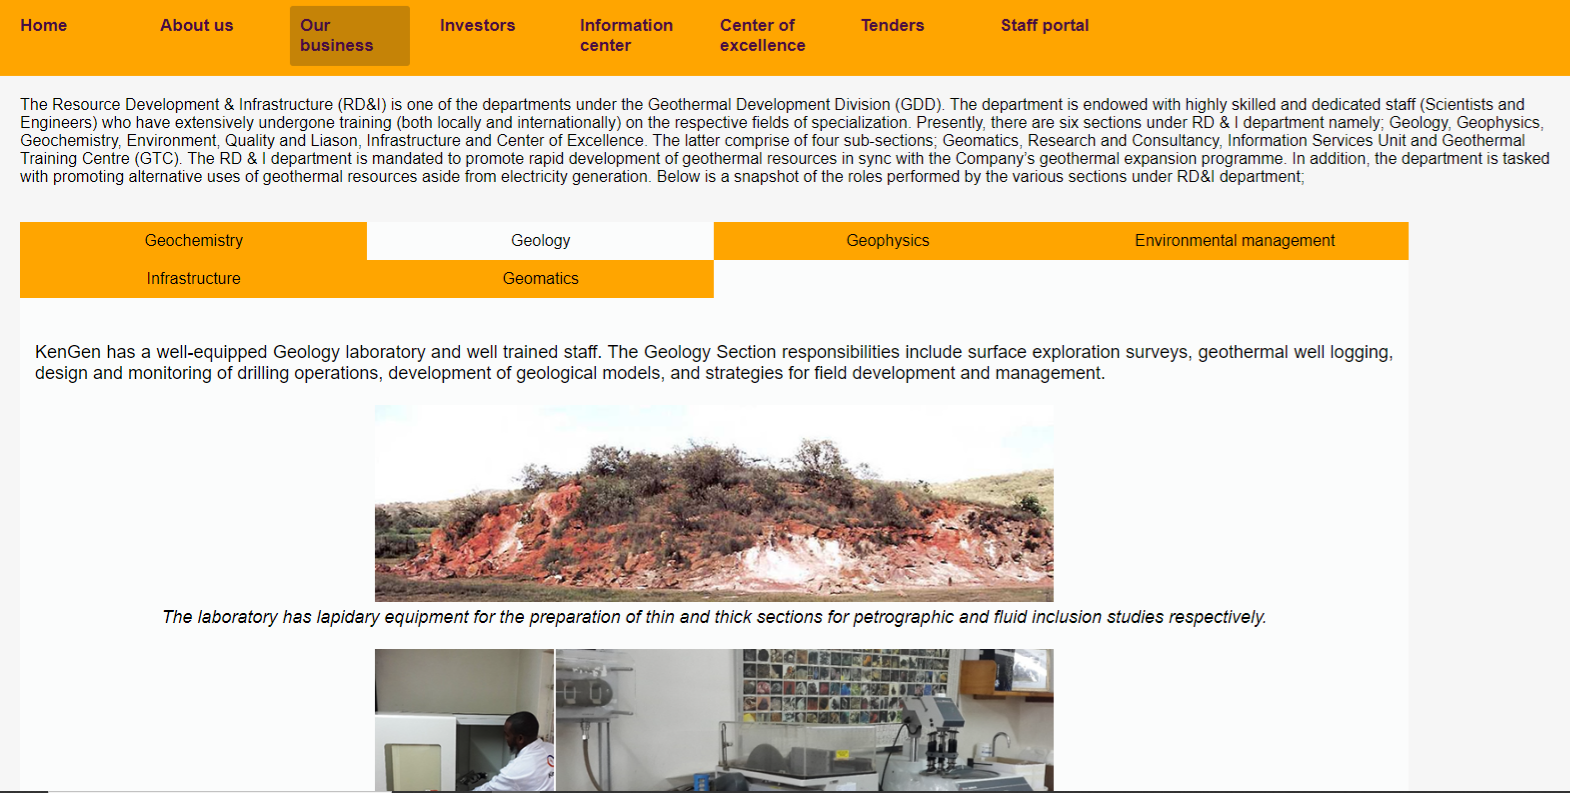 Home
About us
Our
business
Investors
Information
center
Center of
excellence
Tenders
Staff portal
The Resource Development & Infrastructure (RD&I) is one of the departments under the Geothermal Development Division (GDD). The department is endowed with highly skilled and dedicated staff (Scientists and
Engineers) who have extensively undergone training (both locally and internationally) on the respective fields of specialization. Presently, there are six sections under RD & I department namely; Geology, Geophysics,
Geochemistry, Environment, Quality and Liason, Infrastructure and Center of Excellence. The latter comprise of four sub-sections; Geomatics, Research and Consultancy, Information Services Unit and Geothermal
Training Centre (GTC). The RD & I department is mandated to promote rapid development of geothermal resources in sync with the Company's geothermal expansion programme. In addition, the department is tasked
with promoting alternative uses of geothermal resources aside from electricity generation. Below is a snapshot of the roles performed by the various sections under RD&I department;
Geochemistry
Geology
Geophysics
Environmental management
Infrastructure
Geomatics
KenGen has a well-equipped Geology laboratory and well trained staff. The Geology Section responsibilities include surface exploration surveys, geothermal well logging,
design and monitoring of drilling operations, development of geological models, and strategies for field development and management.
The laboratory has lapidary equipment for the preparation of thin and thick sections for petrographic and fluid inclusion studies respectively.